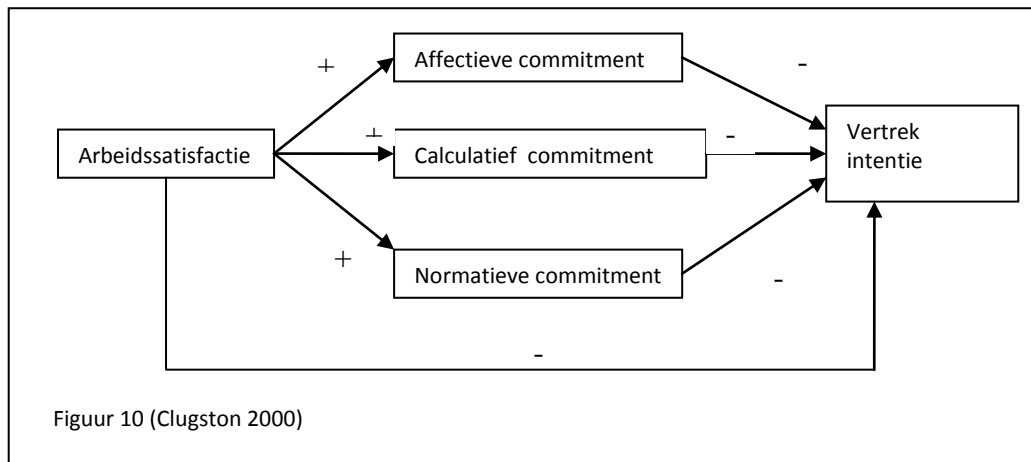 +
Affectieve commitment
-
Arbeidssatisfactie
+
Calculatief commitment
-
Vertrek
intentie
+
Normatieve commitment
-
-
Figuur 10 (Clugston 2000)